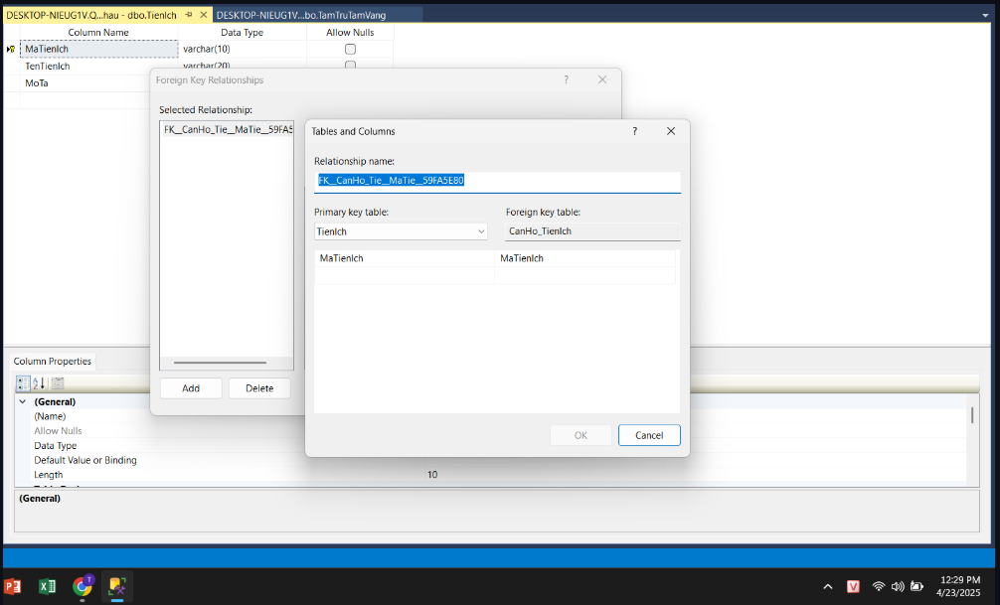 DESKTOP-NIEUG1V.Q...hau - dbo.TienIch
DESKTOP-NIEUG1V...bo.TamTruTamVang
Column Name Data Type Allow Nulls
MaTienIch varchar(10)
TenTienIch varchar(20)
MoTa
Foreign Key Relationships ?
Selected Relationship:
FK__CanHo_Tie__MaTie__59FA5
Add Delete
Tables and Columns ?
Relationship name:
FK__CanHo_Tie__MaTie__59FA5E80
Primary key table: Foreign key table:
TienIch CanHo_TienIch
MaTienIch MaTienIch
OK Cancel
Column Properties
(General)
(Name)
Allow Nulls
Data Type
Default Value or Binding
Length 10
(General)
12:29 PM
4/23/2025